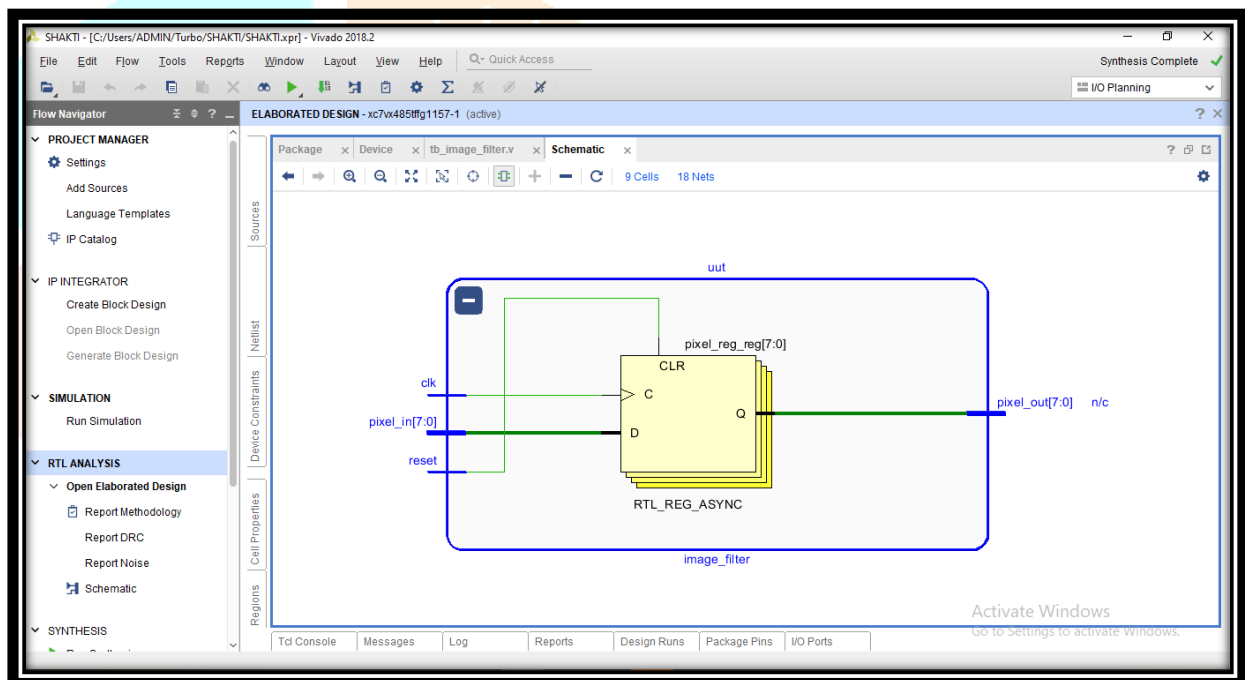 SHAKTI - [C:/Users/ADMIN/Turbo/SHAKTI/SHAKTI.xpr] - Vivado 2018.2
File Edit Flow Tools Reports Window Layout View Help Quick Access
Synthesis Complete
I/O Planning
Flow Navigator
ELABORATED DESIGN - xc7vx485tffg1157-1 (active)
PROJECT MANAGER
Settings
Add Sources
Language Templates
IP Catalog
IP INTEGRATOR
Create Block Design
Open Block Design
Generate Block Design
SIMULATION
Run Simulation
RTL ANALYSIS
Open Elaborated Design
Report Methodology
Report DRC
Report Noise
Schematic
SYNTHESIS
Sources
Netlist
Device Constraints
Cell Properties
Regions
Package Device tb_image_filter.v Schematic
9 Cells 18 Nets
uut
pixel_reg_reg[7:0]
CLR
clk
C
pixel_in[7:0]
D
Q
pixel_out[7:0] n/c
reset
RTL_REG_ASYNC
image_filter
Activate Windows
Go to Settings to activate Windows.
Tcl Console Messages Log Reports Design Runs Package Pins I/O Ports